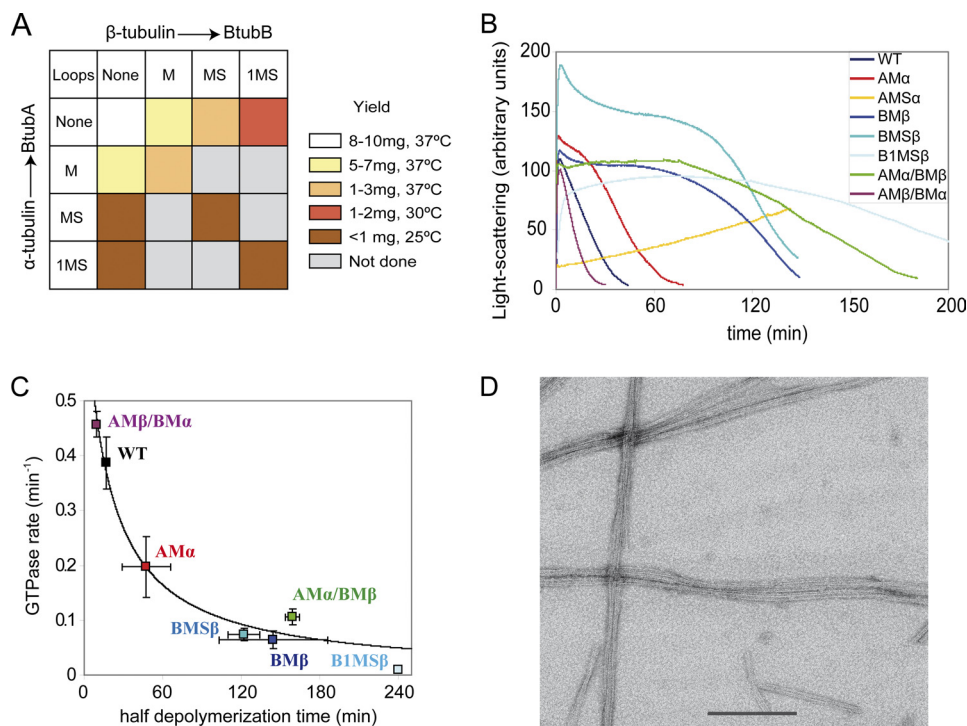 A
β-tubulin → BtubB
α-tubulin → BtubA
Loops None M MS 1MS
None
M
MS
1MS
Yield
8-10mg, 37ºC
5-7mg, 37ºC
1-3mg, 37ºC
1-2mg, 30ºC
<1 mg, 25ºC
Not done
B
Light-scattering (arbitrary units)
200
150
100
50
0
0 60 120 150 200
time (min)
WT
AMα
AMSα
BMβ
BMSβ
B1MSβ
AMα/BMβ
AMβ/BMα
C
GTPase rate (min⁻¹)
0.5
0.4
0.3
0.2
0.1
0
0 60 120 180 240
half depolymerization time (min)
AMβ/BMα
WT
AMα
AMα/BMβ
BMSβ
BMβ
B1MSβ
D